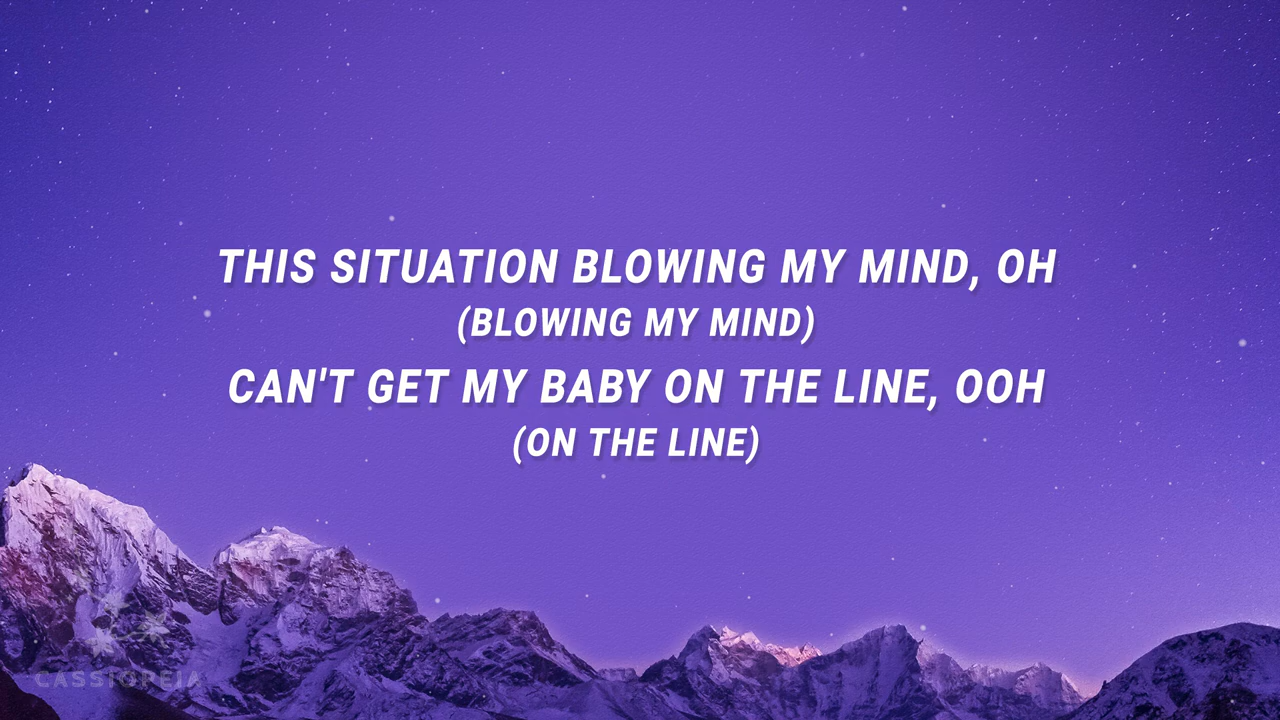 THIS SITUATION BLOWING MY MIND, OH
(BLOWING MY MIND)
CAN'T GET MY BABY ON THE LINE, OOH
(ON THE LINE)
CASSIOPEIA